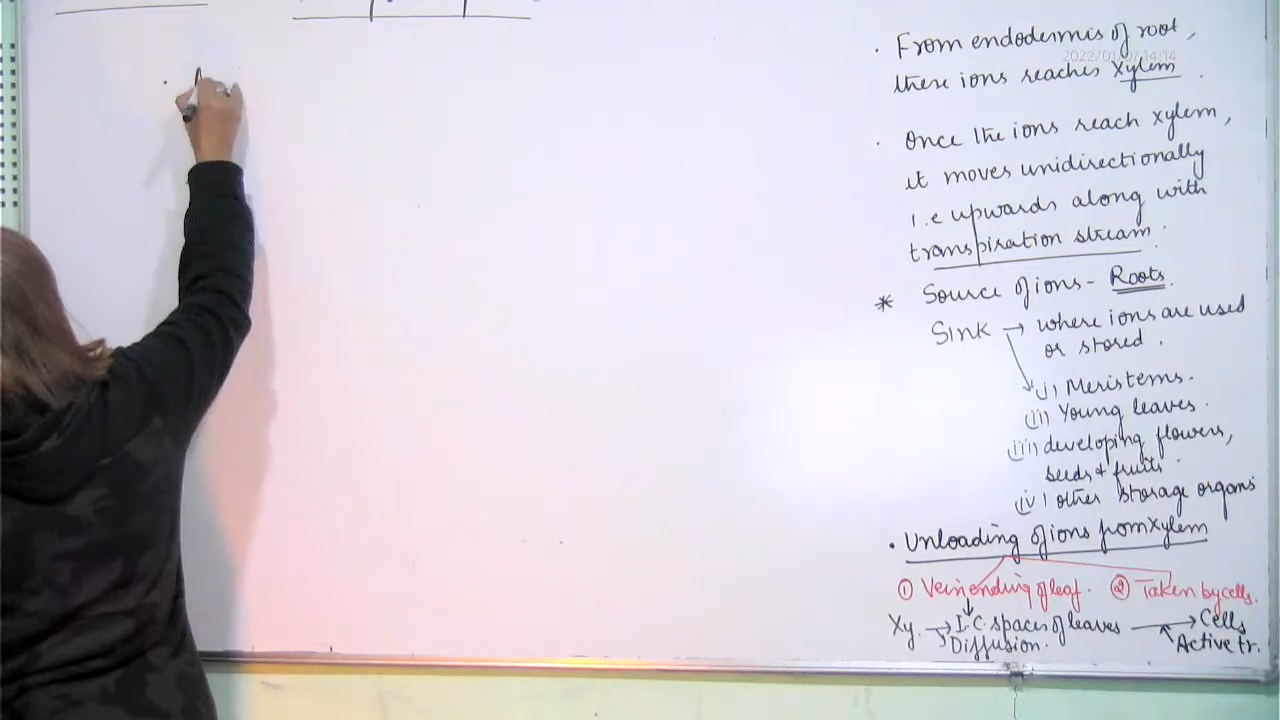 . From endodermis of root,
2022/01/07 14:14
these ions reaches Xylem.
. Once the ions reach xylem,
it moves unidirectionally
i.e upwards along with
transpiration stream.
* Source of ions - Roots.
Sink → where ions are used
or stored.
(i) Meristems.
(ii) Young leaves.
(iii) developing flowers,
seeds + fruits.
(iv) other storage organs
. Unloading of ions from Xylem
① Vein ending of leaf. ② Taken by cells.
Xy. → I.C. spaces of leaves → Cells
Diffusion. Active tr.